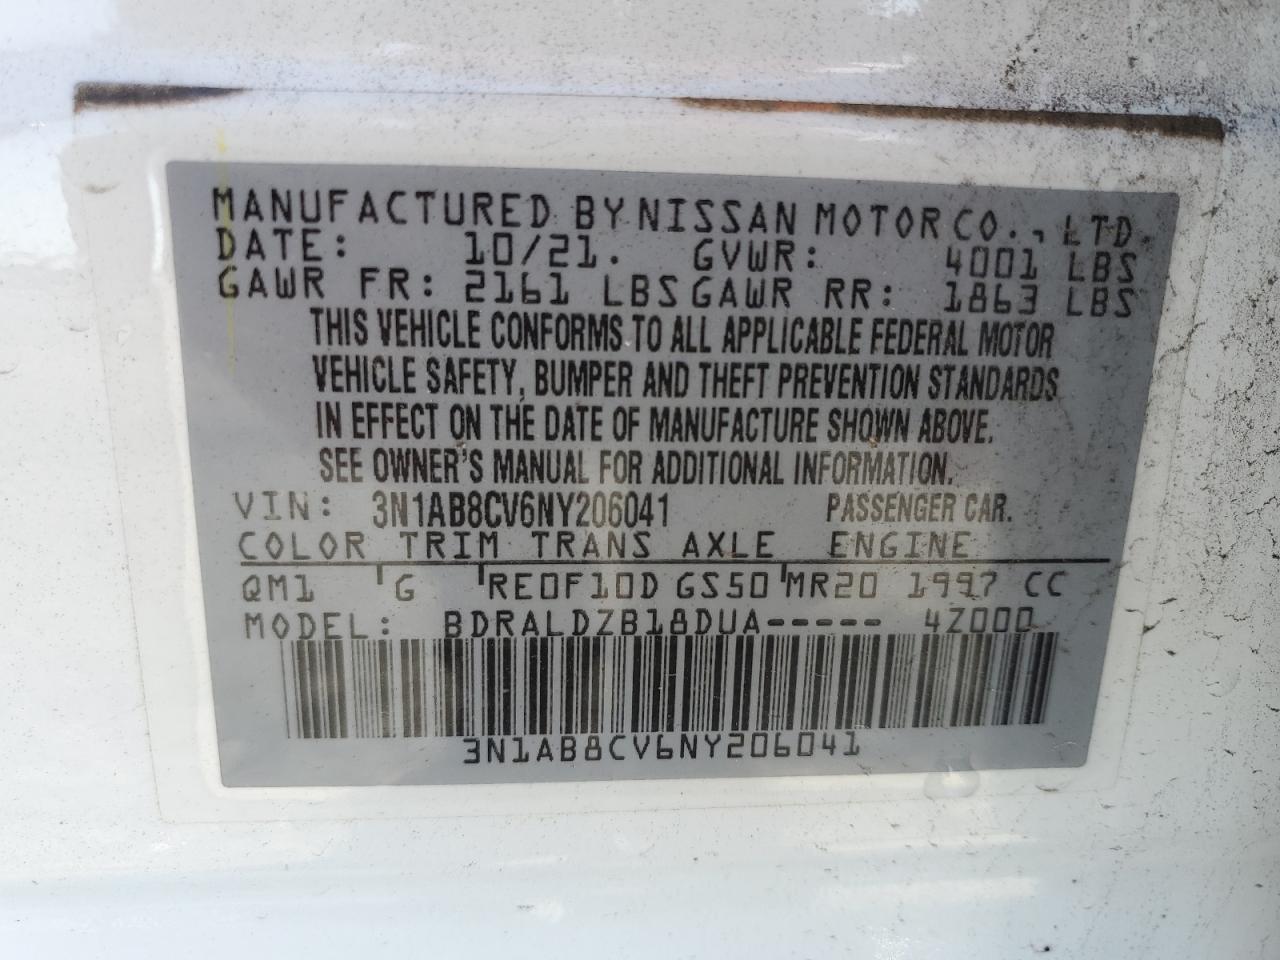 MANUFACTURED BY NISSAN MOTOR CO., LTD.
DATE: 10/21. GVWR: 4001 LBS
GAWR FR: 2161 LBS GAWR RR: 1863 LBS
THIS VEHICLE CONFORMS TO ALL APPLICABLE FEDERAL MOTOR
VEHICLE SAFETY, BUMPER AND THEFT PREVENTION STANDARDS
IN EFFECT ON THE DATE OF MANUFACTURE SHOWN ABOVE.
SEE OWNER'S MANUAL FOR ADDITIONAL INFORMATION.
VIN: 3N1AB8CV6NY206041 PASSENGER CAR.
COLOR TRIM TRANS AXLE ENGINE
QM1 G RE0F10D GS50 MR20 1997 CC
MODEL: BDRALDZB18DUA----- 4Z000
3N1AB8CV6NY206041